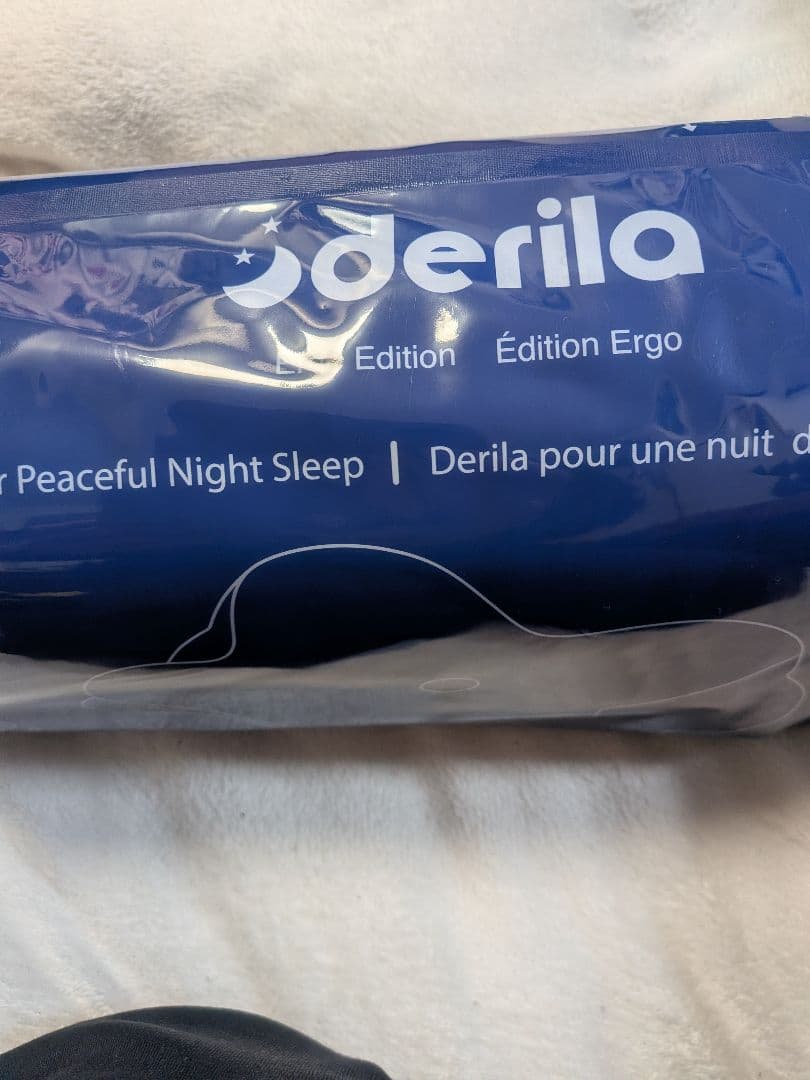 derila
Edition Édition Ergo
Peaceful Night Sleep | Derila pour une nuit